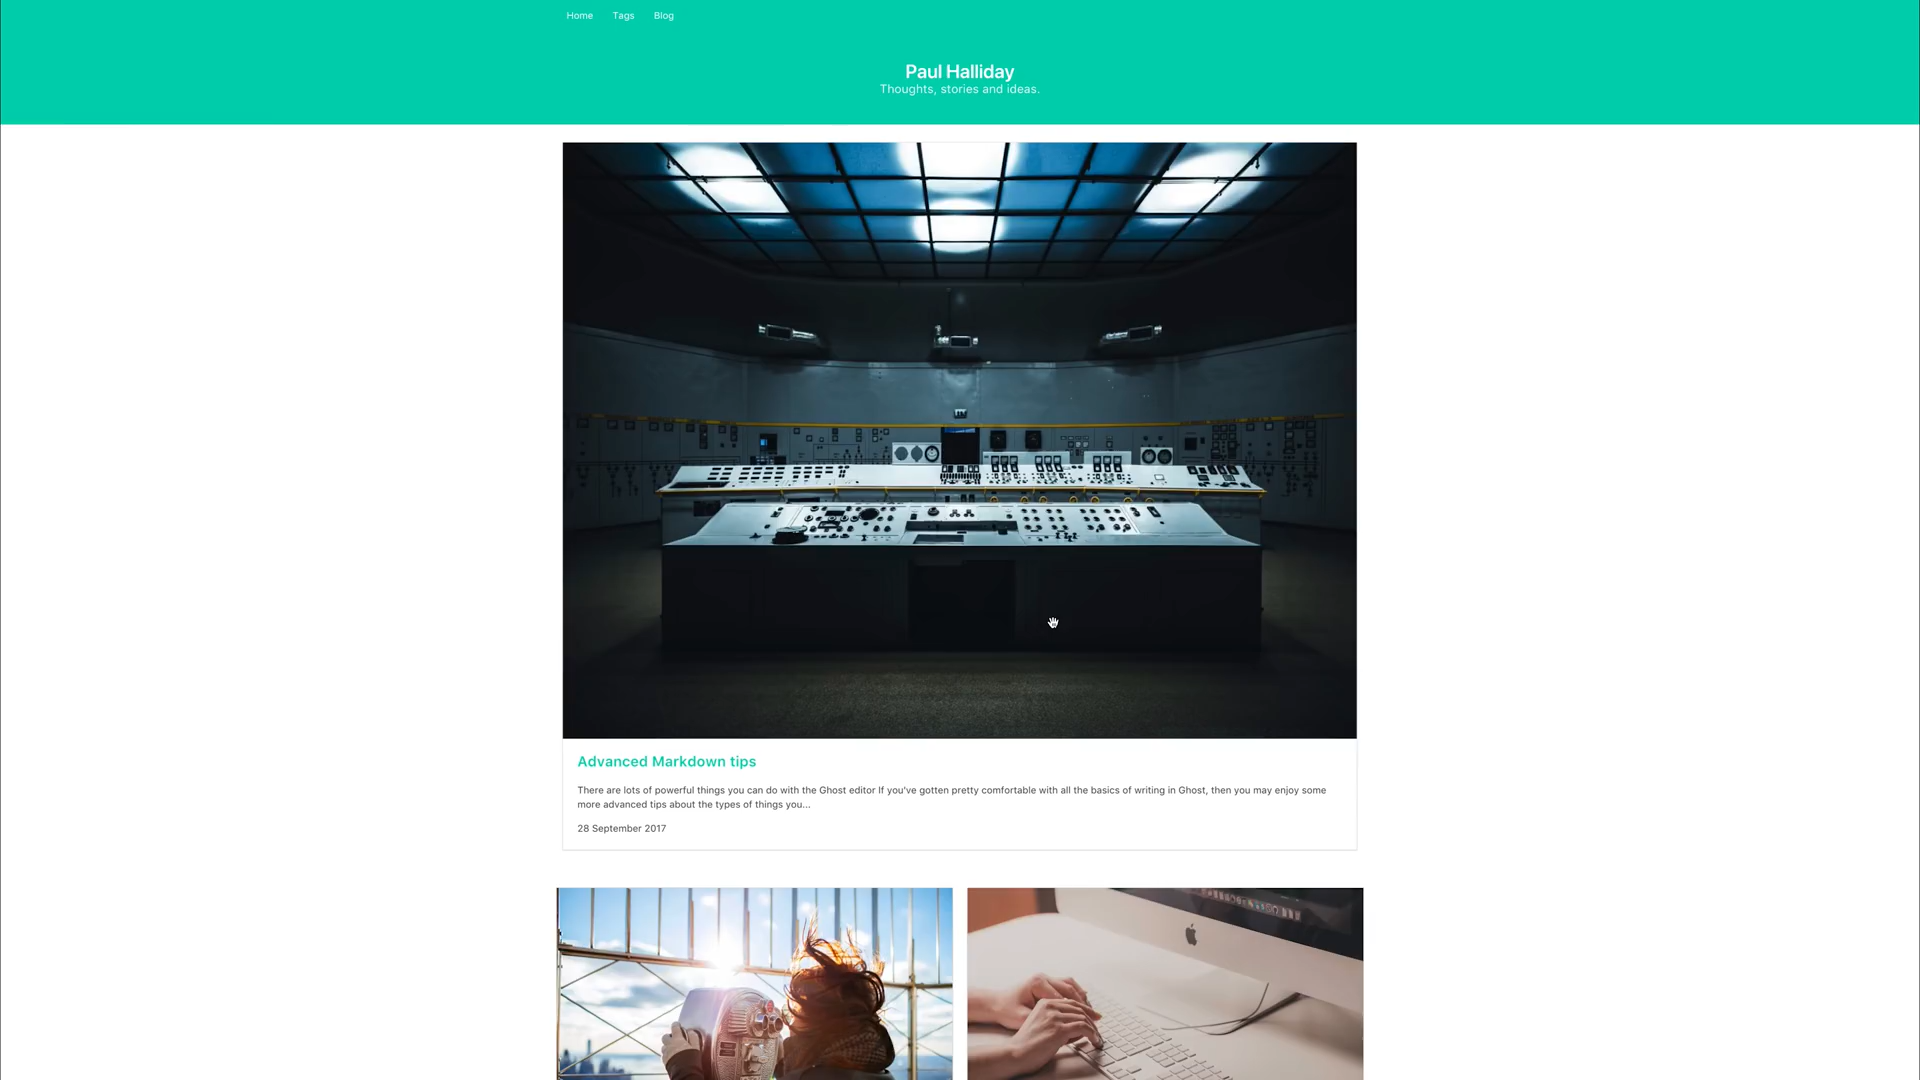 Home Tags Blog
Paul Halliday
Thoughts, stories and ideas.
Advanced Markdown tips
There are lots of powerful things you can do with the Ghost editor If you've gotten pretty comfortable with all the basics of writing in Ghost, then you may enjoy some
more advanced tips about the types of things you...
28 September 2017